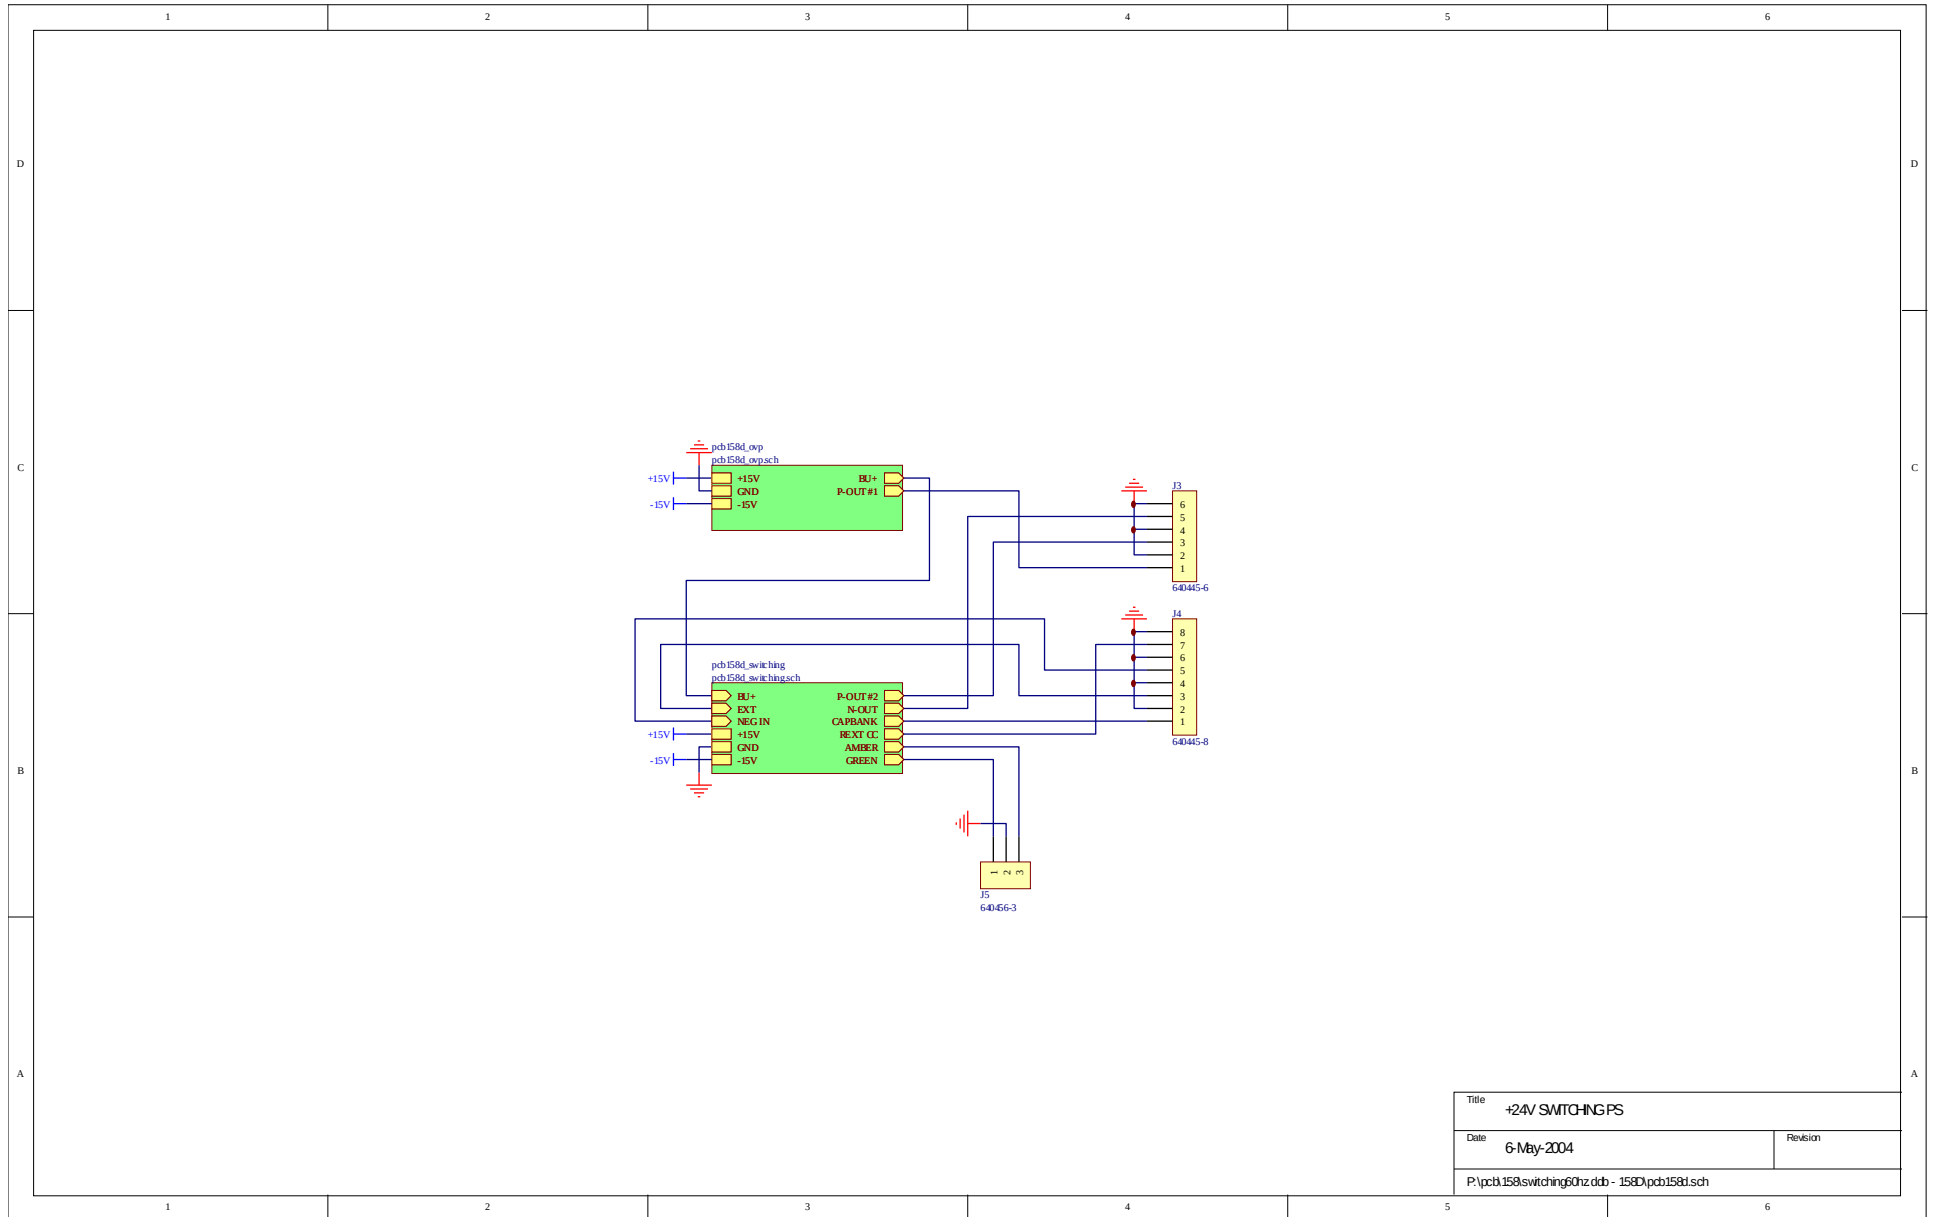 1 2 3 4 5 6
D D
C C
B B
A A
pcb158d_ovp
pcb158d_ovp.sch
+15V +15V BU+
GND P-OUT #1
-15V -15V
J3
6
5
4
3
2
1
640445-6
J4
8
7
6
5
4
3
2
1
640445-8
pcb158d_switching
pcb158d_switching.sch
BU+ P-OUT #2
EXT N-OUT
NEG IN CAPBANK
+15V +15V REXT CC
GND AMBER
-15V -15V GREEN
1 2 3
J5
640456-3
Title +24V SWITCHING PS
Date 6-May-2004 Revision
P:\pcb\158\switching60hz.ddb - 158D\pcb158d.sch
1 2 3 4 5 6